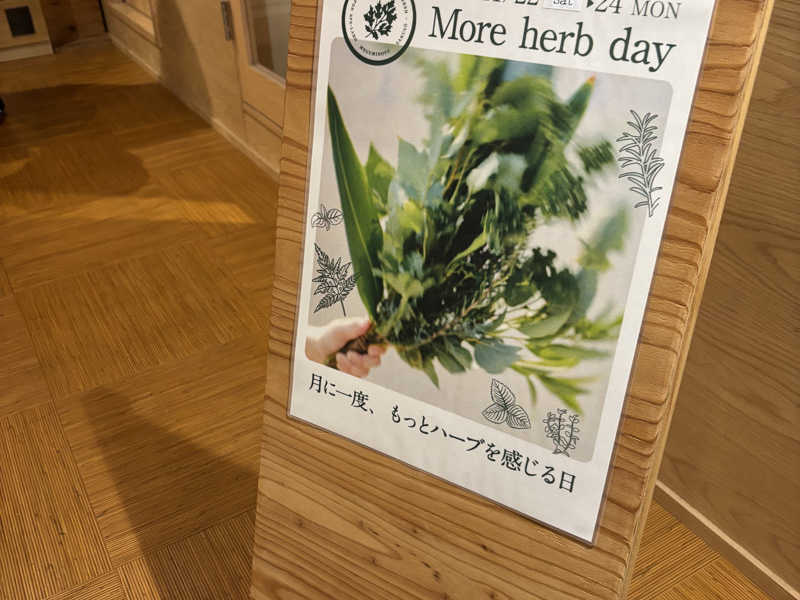 22 Sat ▸24 MON
More herb day
月に一度、もっとハーブを感じる日